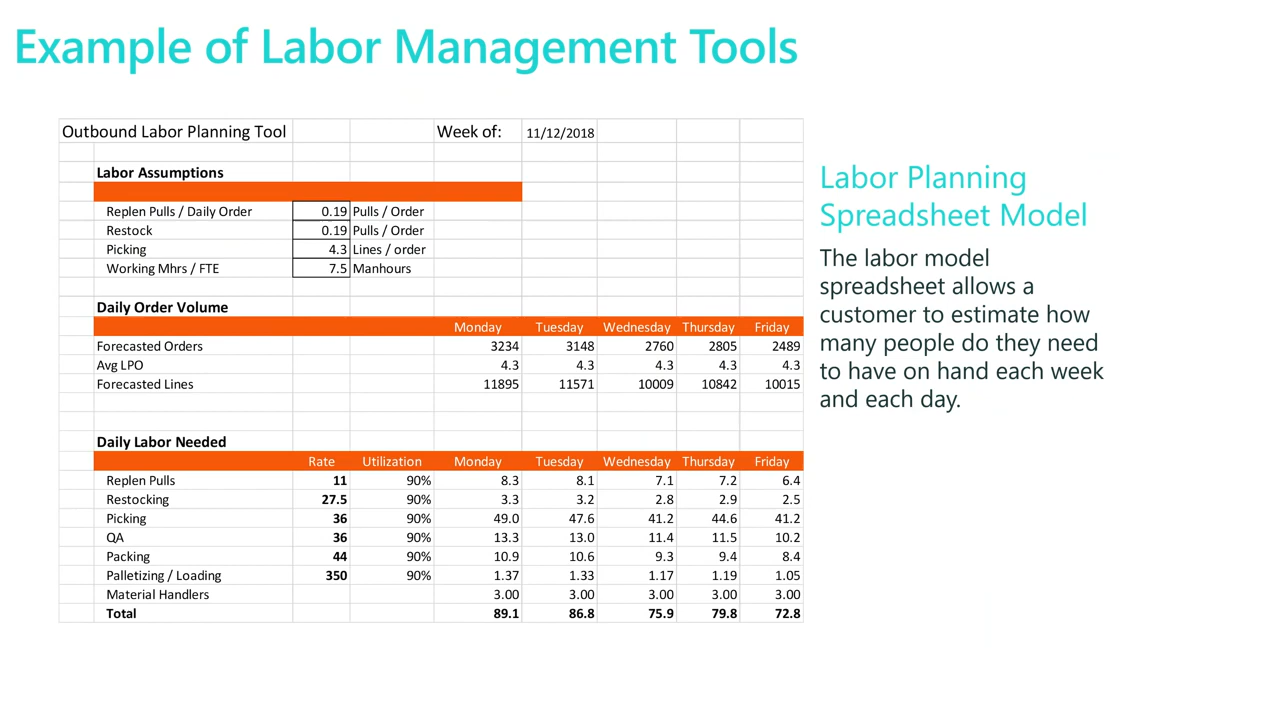 Example of Labor Management Tools
Outbound Labor Planning Tool Week of: 11/12/2018
Labor Assumptions
Replen Pulls / Daily Order 0.19 Pulls / Order
Restock 0.19 Pulls / Order
Picking 4.3 Lines / order
Working Mhrs / FTE 7.5 Manhours
Daily Order Volume
Monday Tuesday Wednesday Thursday Friday
Forecasted Orders 3234 3148 2760 2805 2489
Avg LPO 4.3 4.3 4.3 4.3 4.3
Forecasted Lines 11895 11571 10009 10842 10015
Daily Labor Needed
Rate Utilization Monday Tuesday Wednesday Thursday Friday
Replen Pulls 11 90% 8.3 8.1 7.1 7.2 6.4
Restocking 27.5 90% 3.3 3.2 2.8 2.9 2.5
Picking 36 90% 49.0 47.6 41.2 44.6 41.2
QA 36 90% 13.3 13.0 11.4 11.5 10.2
Packing 44 90% 10.9 10.6 9.3 9.4 8.4
Palletizing / Loading 350 90% 1.37 1.33 1.17 1.19 1.05
Material Handlers 3.00 3.00 3.00 3.00 3.00
Total 89.1 86.8 75.9 79.8 72.8
Labor Planning
Spreadsheet Model
The labor model
spreadsheet allows a
customer to estimate how
many people do they need
to have on hand each week
and each day.